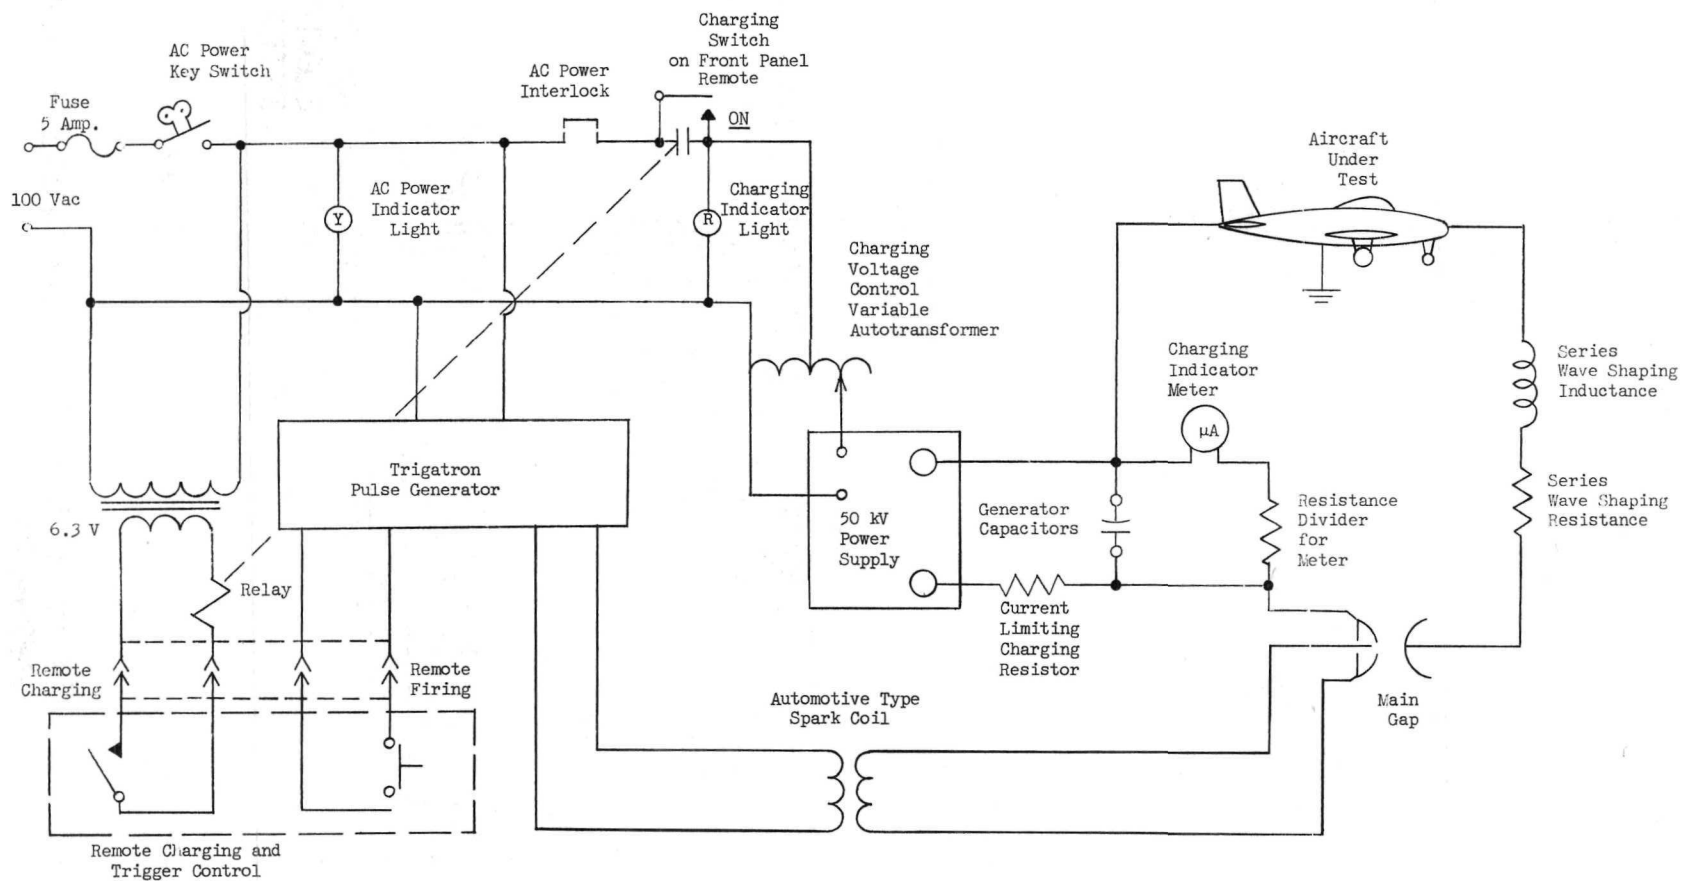 Charging
Switch
on Front Panel
Remote
AC Power
Key Switch
AC Power
Interlock
Fuse
5 Amp.
ON
100 Vac
AC Power
Indicator
Light
Y
Charging
Indicator
Light
R
Aircraft
Under
Test
Charging
Voltage
Control
Variable
Autotransformer
Charging
Indicator
Meter
μA
Series
Wave Shaping
Inductance
Trigatron
Pulse Generator
6.3 V
50 kV
Power
Supply
Generator
Capacitors
Resistance
Divider
for
Meter
Series
Wave Shaping
Resistance
Relay
Current
Limiting
Charging
Resistor
Remote
Charging
Remote
Firing
Automotive Type
Spark Coil
Main
Gap
Remote Charging and
Trigger Control